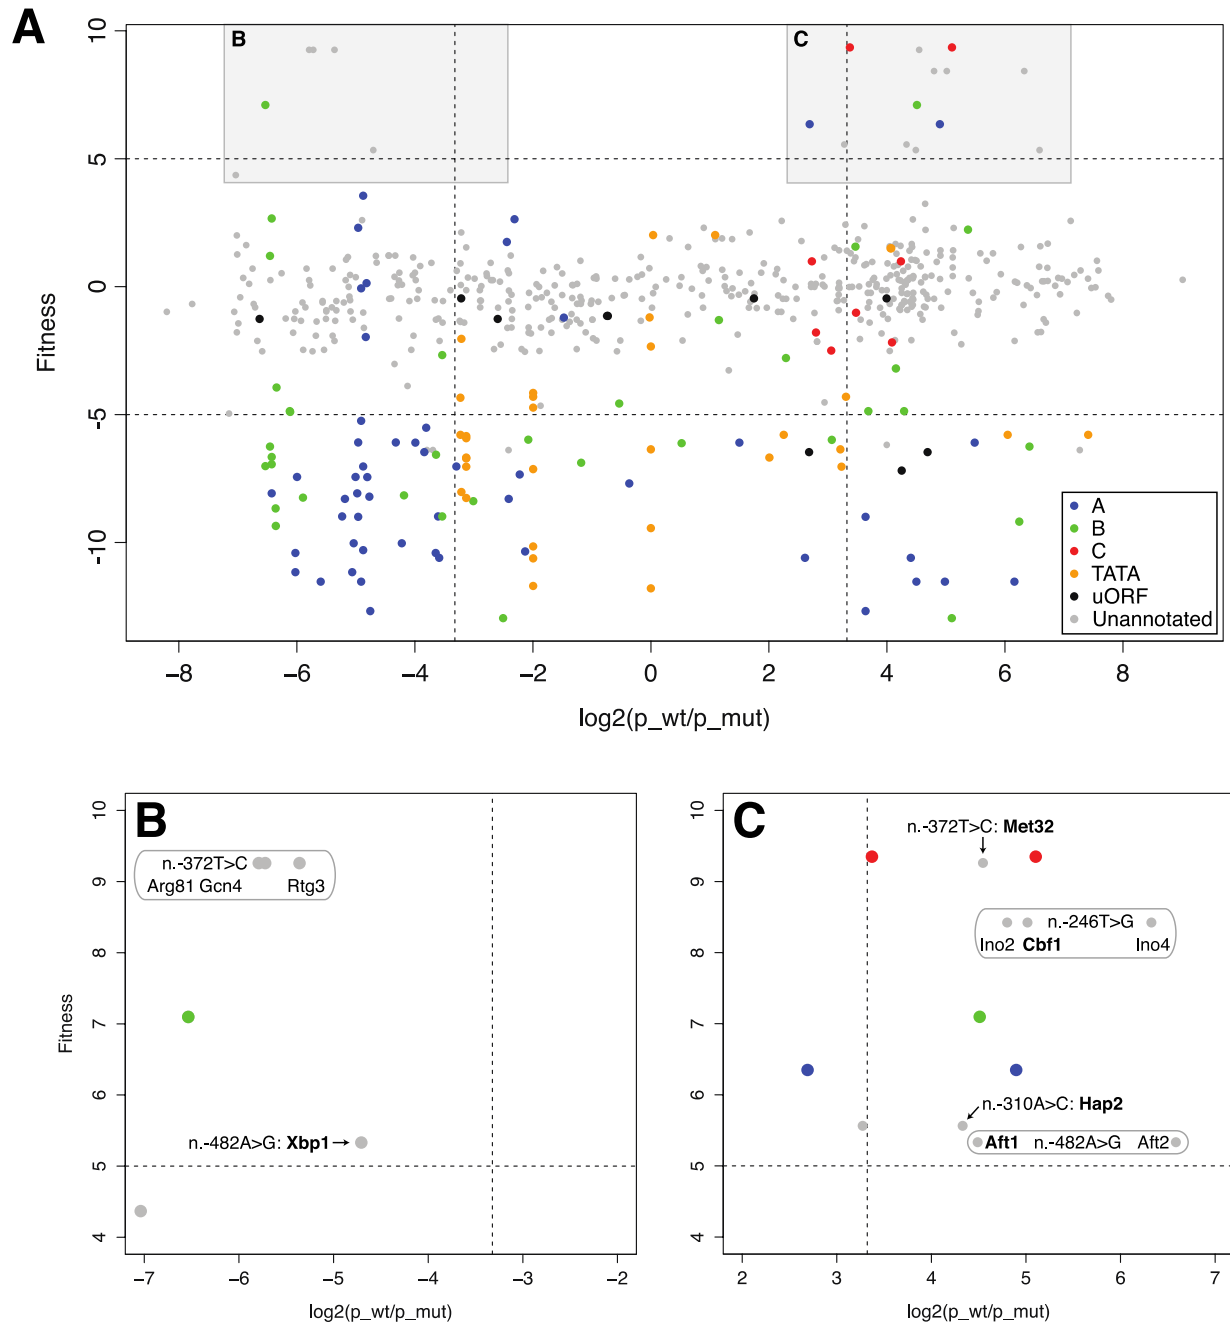 A
B
C
10
5
0
−5
−10
Fitness
A
B
C
TATA
uORF
Unannotated
−8 −6 −4 −2 0 2 4 6 8
log2(p_wt/p_mut)
B
10
9
8
7
6
5
4
Fitness
n.-372T>C
Arg81 Gcn4 Rtg3
n.-482A>G: Xbp1
−7 −6 −5 −4 −3 −2
log2(p_wt/p_mut)
C
10
9
8
7
6
5
4
n.-372T>C: Met32
n.-246T>G
Ino2 Cbf1 Ino4
n.-310A>C: Hap2
Aft1 n.-482A>G Aft2
2 3 4 5 6 7
log2(p_wt/p_mut)